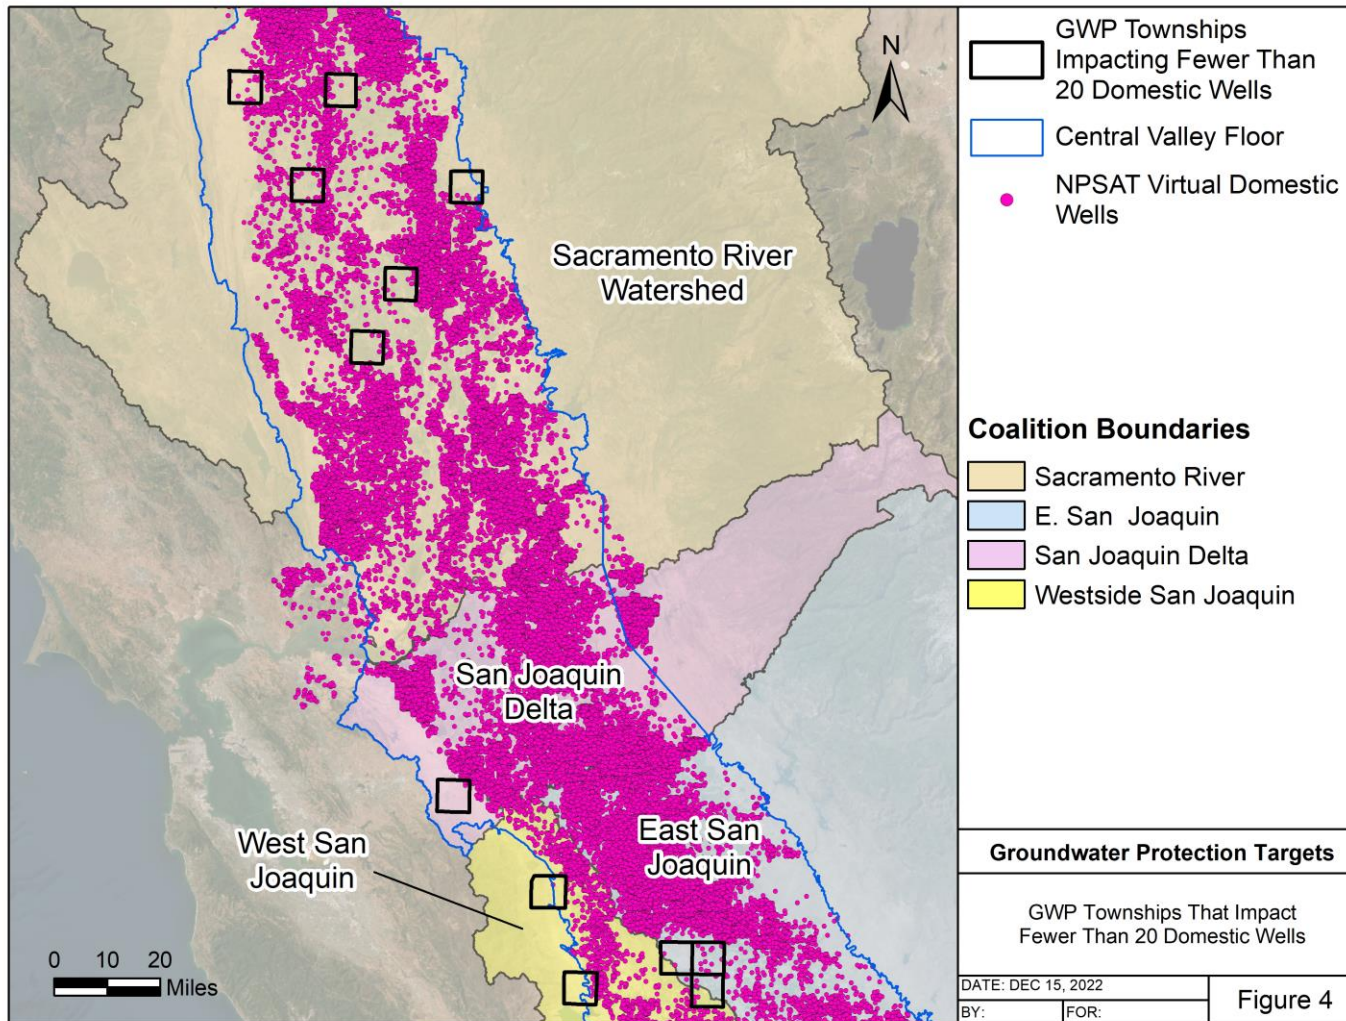 N
Sacramento River
Watershed
San Joaquin
Delta
West San
Joaquin
East San
Joaquin
0 10 20
Miles
GWP Townships
Impacting Fewer Than
20 Domestic Wells
Central Valley Floor
NPSAT Virtual Domestic
Wells
Coalition Boundaries
Sacramento River
E. San Joaquin
San Joaquin Delta
Westside San Joaquin
Groundwater Protection Targets
GWP Townships That Impact
Fewer Than 20 Domestic Wells
DATE: DEC 15, 2022
BY:
FOR:
Figure 4